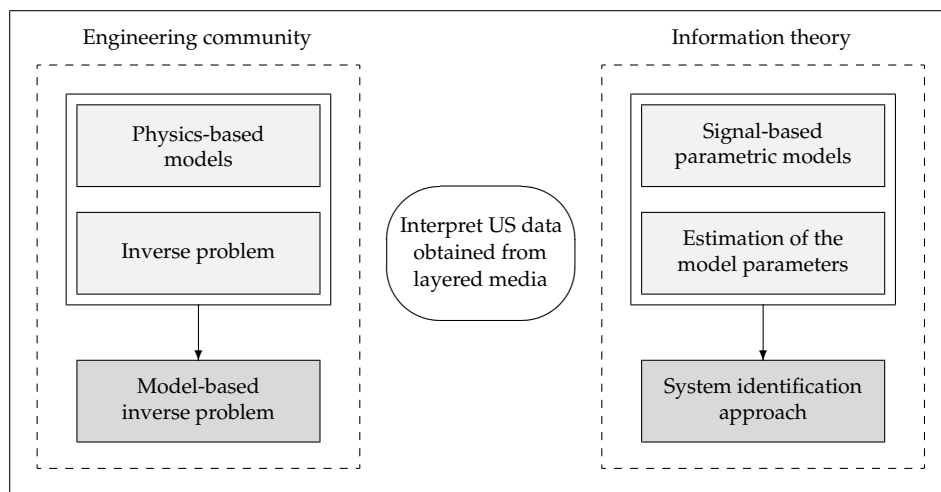 Engineering community
Physics-based
models
Inverse problem
Model-based
inverse problem
Interpret US data
obtained from
layered media
Information theory
Signal-based
parametric models
Estimation of the
model parameters
System identification
approach